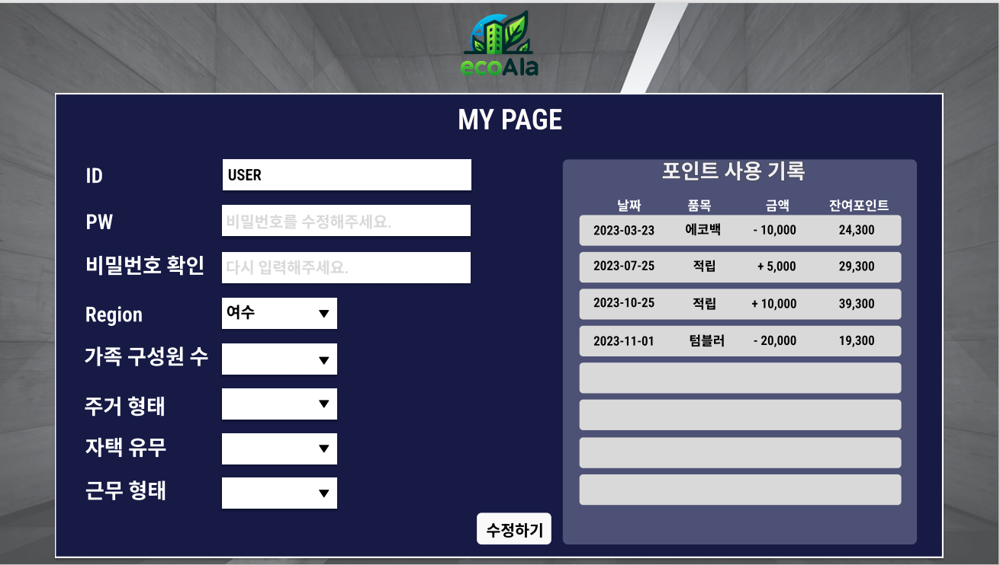 ecoAla
MY PAGE
ID
USER
PW
비밀번호를 수정해주세요.
비밀번호 확인
다시 입력해주세요.
Region
여수
가족 구성원 수
주거 형태
자택 유무
근무 형태
수정하기
포인트 사용 기록
날짜 품목 금액 잔여포인트
2023-03-23 에코백 - 10,000 24,300
2023-07-25 적립 + 5,000 29,300
2023-10-25 적립 + 10,000 39,300
2023-11-01 텀블러 - 20,000 19,300